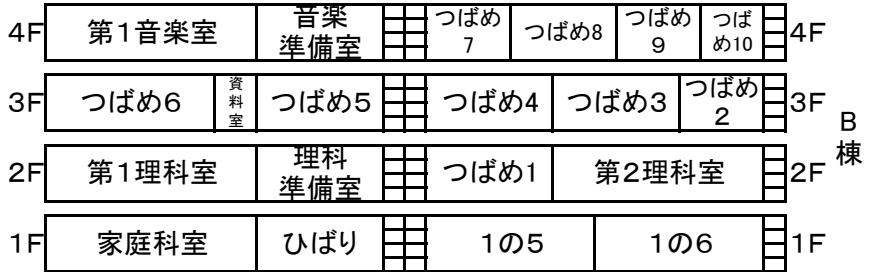 4F 第1音楽室 音楽準備室 つばめ7 つばめ8 つばめ9 つばめ10 4F
3F つばめ6 資料室 つばめ5 つばめ4 つばめ3 つばめ2 3F
B棟
2F 第1理科室 理科準備室 つばめ1 第2理科室 2F
1F 家庭科室 ひばり 1の5 1の6 1F